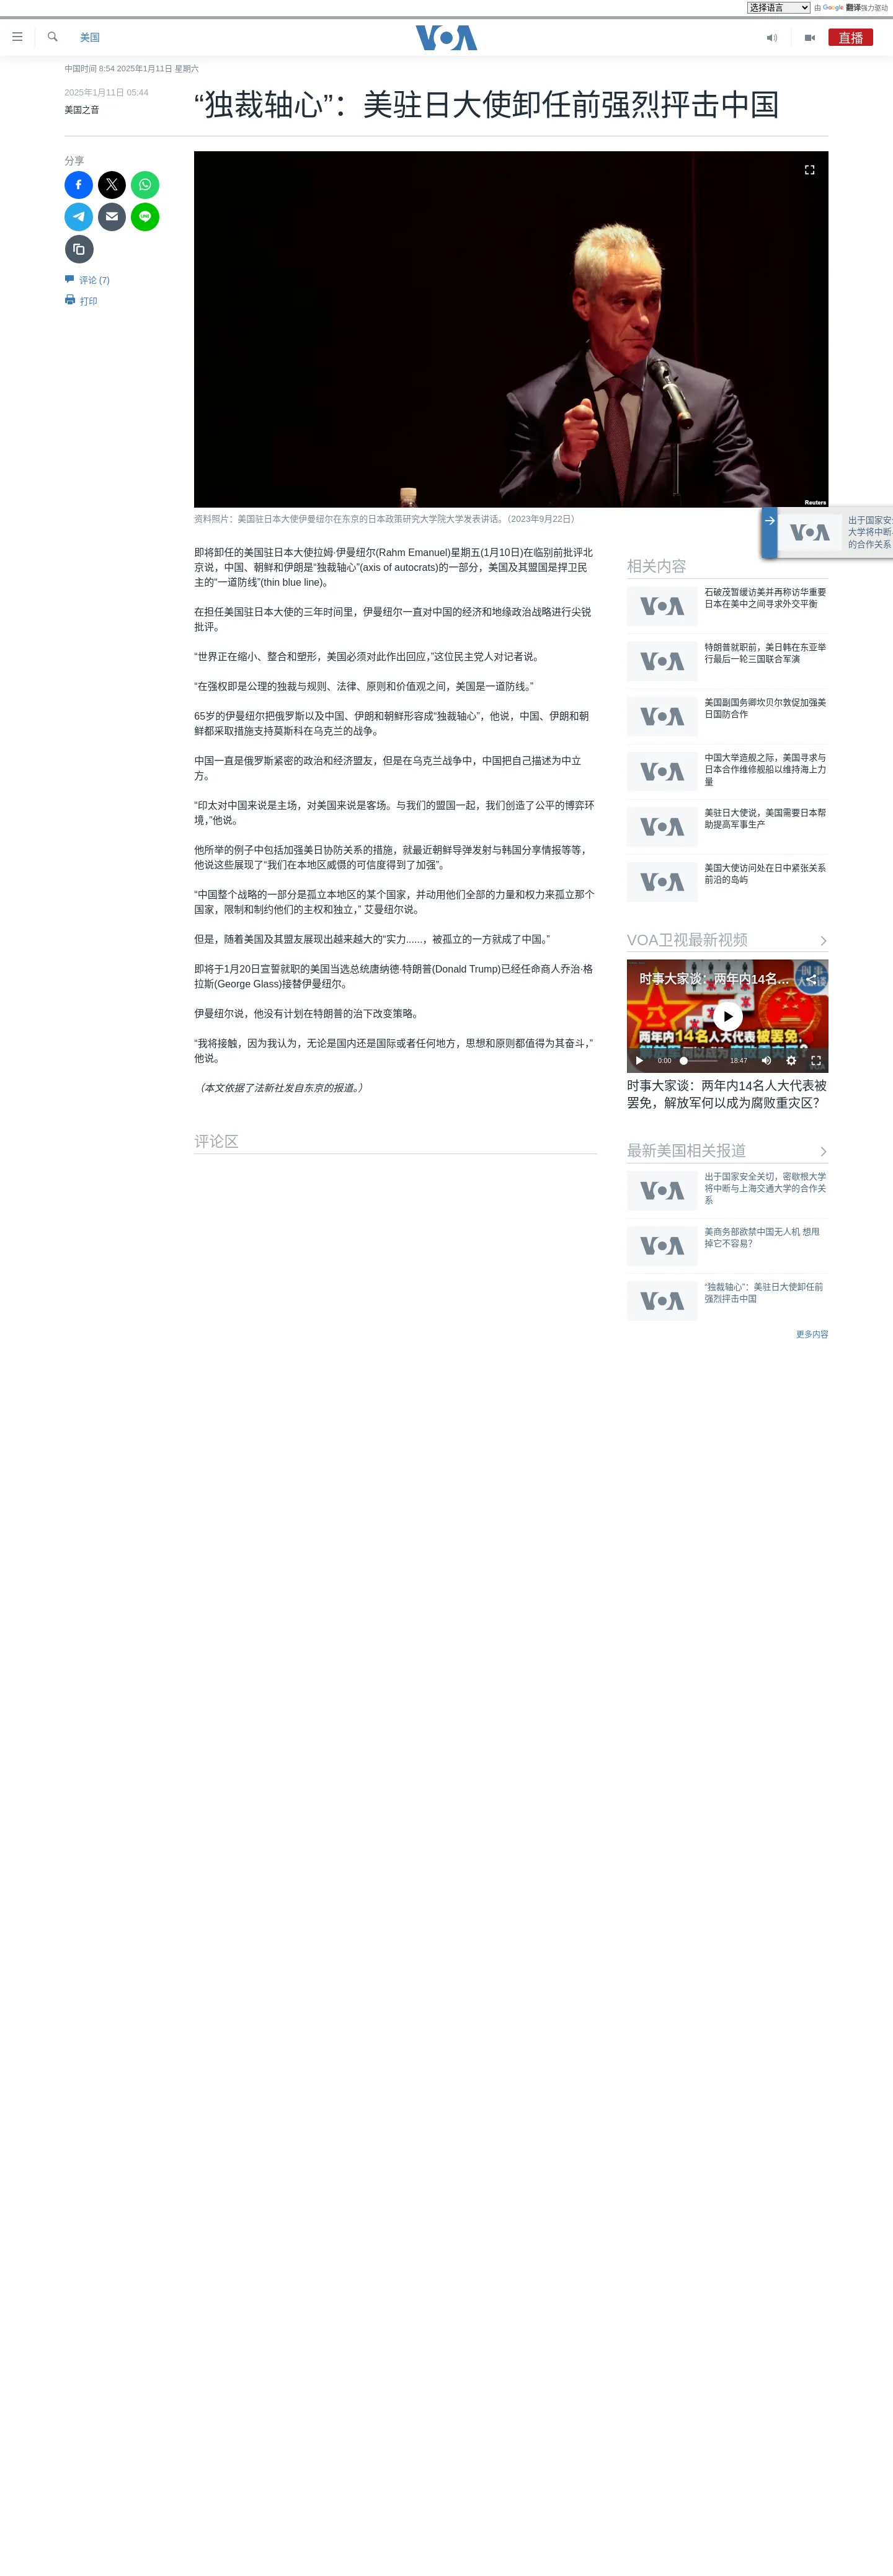 选择语言
由 Google 翻译强力驱动
美国
VOA
直播
中国时间 8:54 2025年1月11日 星期六
2025年1月11日 05:44
美国之音
“独裁轴心”：美驻日大使卸任前强烈抨击中国
分享
评论 (7)
打印
Reuters
资料照片：美国驻日本大使伊曼纽尔在东京的日本政策研究大学院大学发表讲话。（2023年9月22日）
即将卸任的美国驻日本大使拉姆·伊曼纽尔(Rahm Emanuel)星期五(1月10日)在临别前批评北
京说，中国、朝鲜和伊朗是“独裁轴心”(axis of autocrats)的一部分，美国及其盟国是捍卫民
主的“一道防线”(thin blue line)。
在担任美国驻日本大使的三年时间里，伊曼纽尔一直对中国的经济和地缘政治战略进行尖锐
批评。
“世界正在缩小、整合和塑形，美国必须对此作出回应，”这位民主党人对记者说。
“在强权即是公理的独裁与规则、法律、原则和价值观之间，美国是一道防线。”
65岁的伊曼纽尔把俄罗斯以及中国、伊朗和朝鲜形容成“独裁轴心”，他说，中国、伊朗和朝
鲜都采取措施支持莫斯科在乌克兰的战争。
中国一直是俄罗斯紧密的政治和经济盟友，但是在乌克兰战争中，中国把自己描述为中立
方。
“印太对中国来说是主场，对美国来说是客场。与我们的盟国一起，我们创造了公平的博弈环
境，”他说。
他所举的例子中包括加强美日协防关系的措施，就最近朝鲜导弹发射与韩国分享情报等等，
他说这些展现了“我们在本地区威慑的可信度得到了加强”。
“中国整个战略的一部分是孤立本地区的某个国家，并动用他们全部的力量和权力来孤立那个
国家，限制和制约他们的主权和独立，” 艾曼纽尔说。
但是，随着美国及其盟友展现出越来越大的“实力......，被孤立的一方就成了中国。”
即将于1月20日宣誓就职的美国当选总统唐纳德·特朗普(Donald Trump)已经任命商人乔治·格
拉斯(George Glass)接替伊曼纽尔。
伊曼纽尔说，他没有计划在特朗普的治下改变策略。
“我将接触，因为我认为，无论是国内还是国际或者任何地方，思想和原则都值得为其奋斗，”
他说。
（本文依据了法新社发自东京的报道。）
评论区
出于国家安全
大学将中断与
的合作关系
相关内容
VOA
石破茂暂缓访美并再称访华重要
日本在美中之间寻求外交平衡
VOA
特朗普就职前，美日韩在东亚举
行最后一轮三国联合军演
VOA
美国副国务卿坎贝尔敦促加强美
日国防合作
VOA
中国大举造舰之际，美国寻求与
日本合作维修舰船以维持海上力
量
VOA
美驻日大使说，美国需要日本帮
助提高军事生产
VOA
美国大使访问处在日中紧张关系
前沿的岛屿
VOA卫视最新视频
时事大家谈：两年内14名...
两年内14名人大代表被罢免，
解放军何以成为腐败重灾区？
0:00
18:47
时事大家谈：两年内14名人大代表被
罢免，解放军何以成为腐败重灾区？
最新美国相关报道
VOA
出于国家安全关切，密歇根大学
将中断与上海交通大学的合作关
系
VOA
美商务部欲禁中国无人机 想甩
掉它不容易？
VOA
“独裁轴心”：美驻日大使卸任前
强烈抨击中国
更多内容